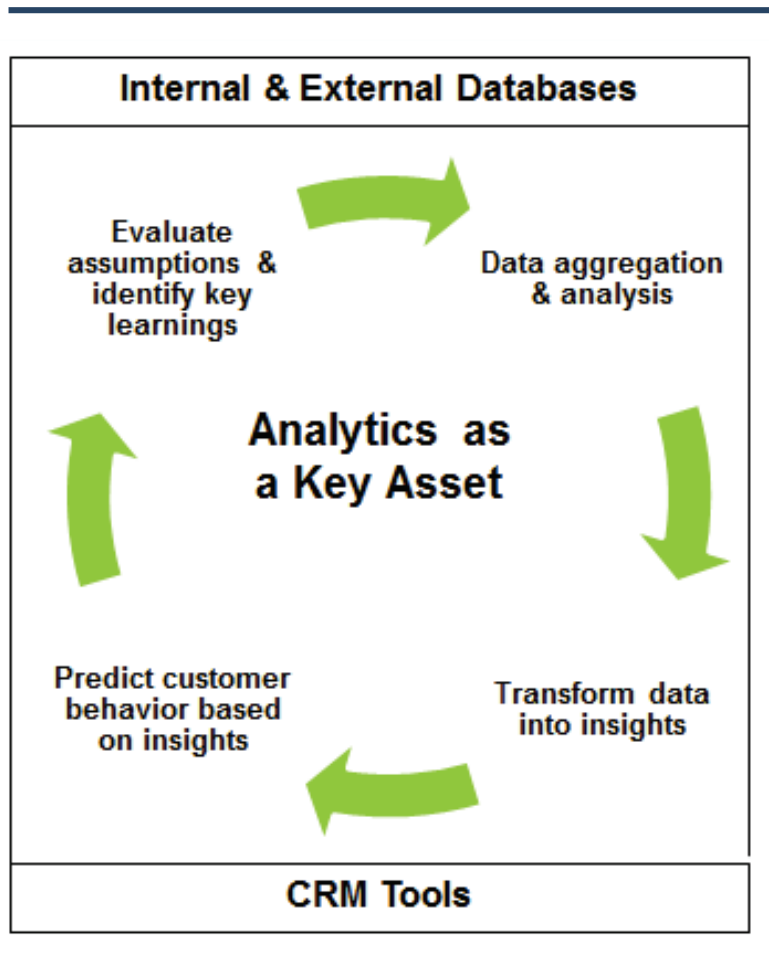 Internal & External Databases
Evaluate
assumptions &
identify key
learnings
Data aggregation
& analysis
Analytics as
a Key Asset
Predict customer
behavior based
on insights
Transform data
into insights
CRM Tools